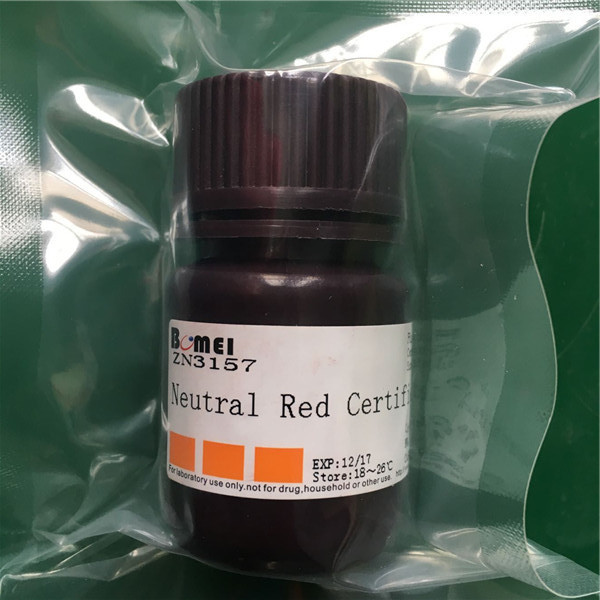 BOMEI
ZN3157
Neutral Red Certifi
EXP:12/17
Store:18～26℃
For laboratory use only.not for drug,household or other use.